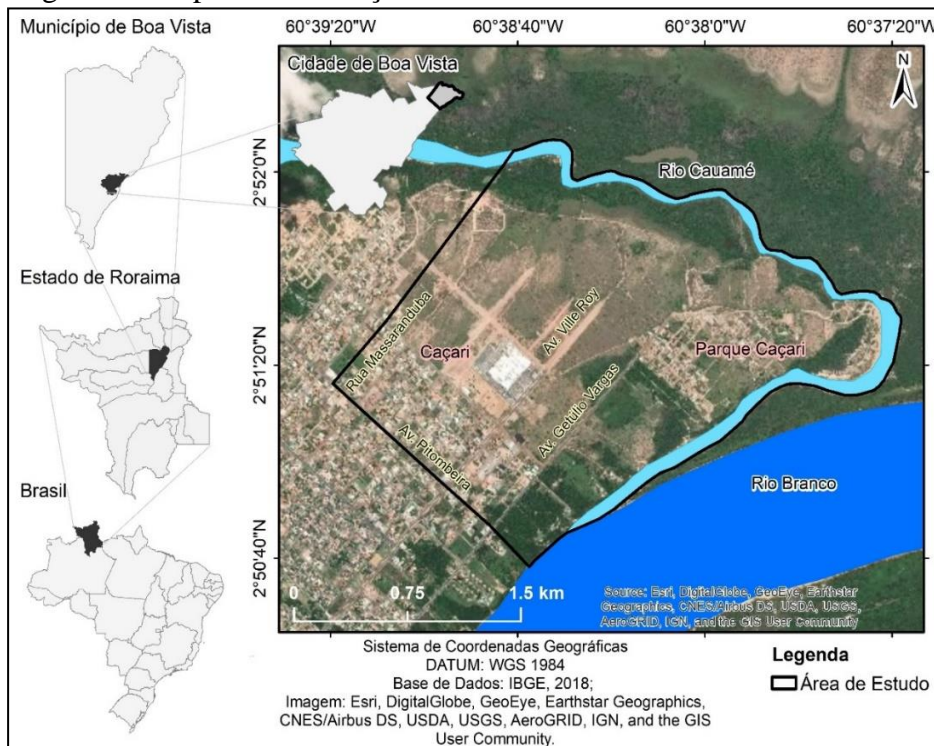 Município de Boa Vista
Estado de Roraima
Brasil
60°39'20"W
60°38'40"W
60°38'0"W
60°37'20"W
2°52'0"N
2°51'20"N
2°50'40"N
Cidade de Boa Vista
N
Rio Cauamé
Rua Massaranduba
Caçari
Av. Ville Roy
Parque Caçari
Av. Getúlio Vargas
Av. Pitombeira
Rio Branco
0 0.75 1.5 km
Source: Esri, DigitalGlobe, GeoEye, Earthstar
Geographics, CNES/Airbus DS, USDA, USGS,
AeroGRID, IGN, and the GIS User Community
Sistema de Coordenadas Geográficas
DATUM: WGS 1984
Base de Dados: IBGE, 2018;
Imagem: Esri, DigitalGlobe, GeoEye, Earthstar Geographics,
CNES/Airbus DS, USDA, USGS, AeroGRID, IGN, and the GIS
User Community.
Legenda
Área de Estudo